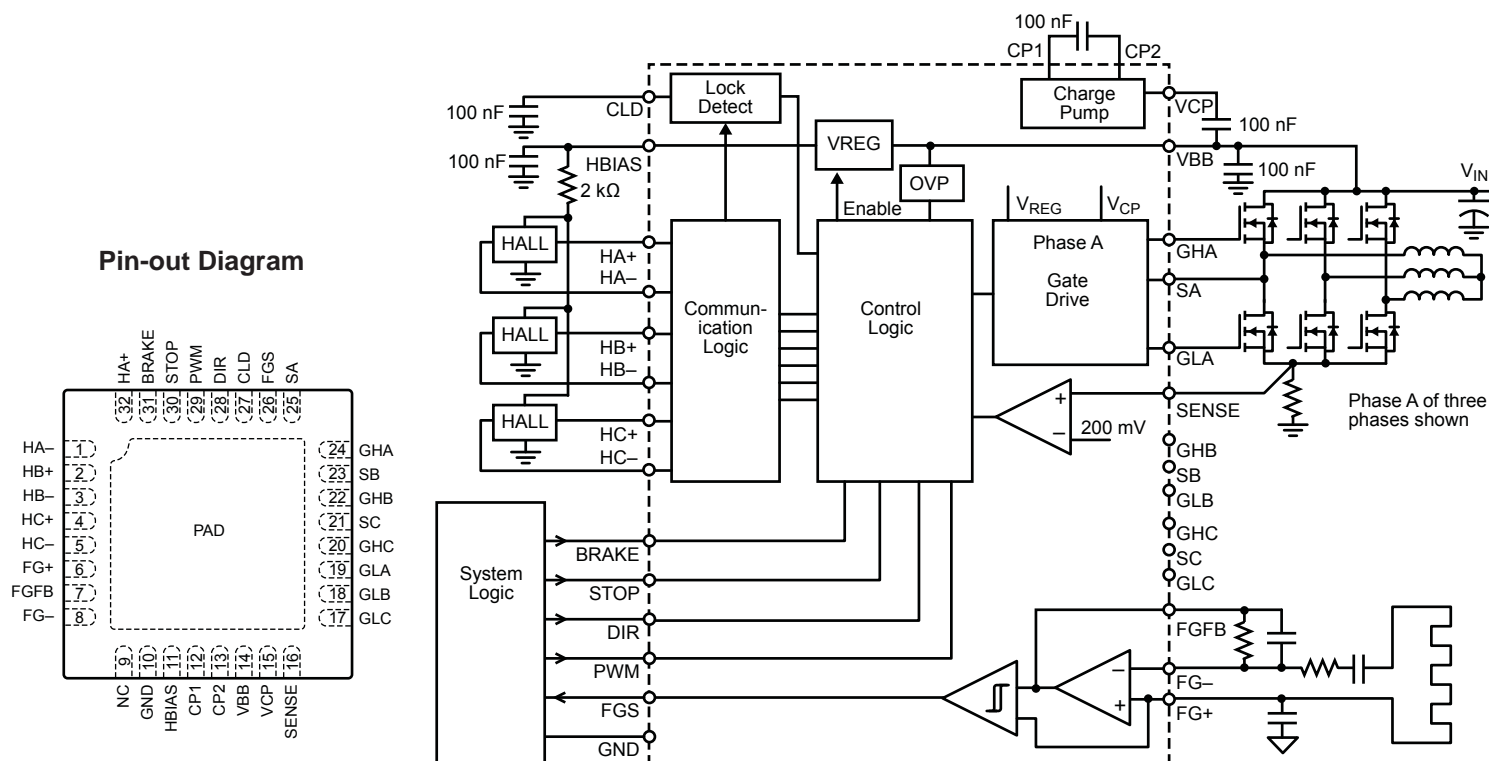 Pin-out Diagram
HA+
BRAKE
STOP
PWM
DIR
CLD
FGS
SA
32
31
30
29
28
27
26
25
HA–
1
HB+
2
HB–
3
HC+
4
HC–
5
FG+
6
FGFB
7
FG–
8
PAD
24
GHA
23
SB
22
GHB
21
SC
20
GHC
19
GLA
18
GLB
17
GLC
9
10
11
12
13
14
15
16
NC
GND
HBIAS
CP1
CP2
VBB
VCP
SENSE
100 nF
CP1
CP2
Charge
Pump
VCP
100 nF
VBB
100 nF
100 nF
CLD
Lock
Detect
100 nF
HBIAS
2 kΩ
VREG
OVP
Enable
HALL
HA+
HA–
HALL
HB+
HB–
HALL
HC+
HC–
Commun-
ication
Logic
Control
Logic
VREG
VCP
Phase A
Gate
Drive
GHA
SA
GLA
VIN
+
–
200 mV
SENSE
Phase A of three
phases shown
GHB
SB
GLB
GHC
SC
GLC
System
Logic
BRAKE
STOP
DIR
PWM
FGS
GND
FGFB
–
FG–
+
FG+